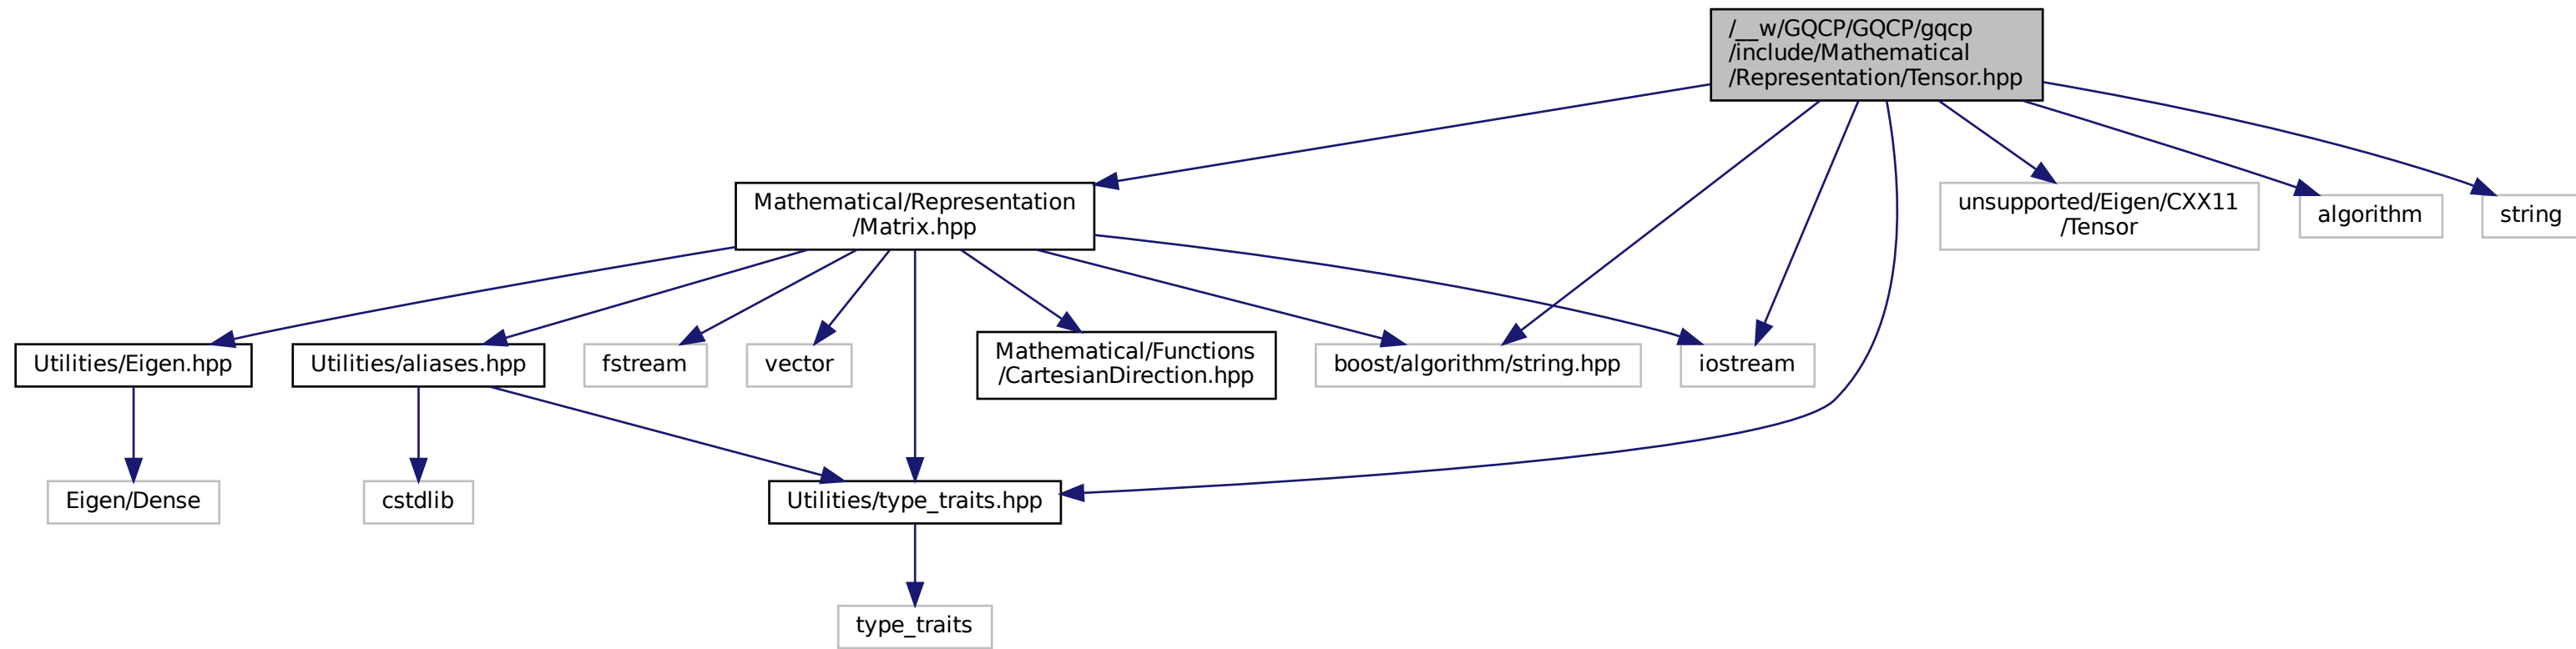 /__w/GQCP/GQCP/gqcp
/include/Mathematical
/Representation/Tensor.hpp
Mathematical/Representation
/Matrix.hpp
unsupported/Eigen/CXX11
/Tensor
algorithm
string
Utilities/Eigen.hpp
Utilities/aliases.hpp
fstream
vector
Mathematical/Functions
/CartesianDirection.hpp
boost/algorithm/string.hpp
iostream
Eigen/Dense
cstdlib
Utilities/type_traits.hpp
type_traits